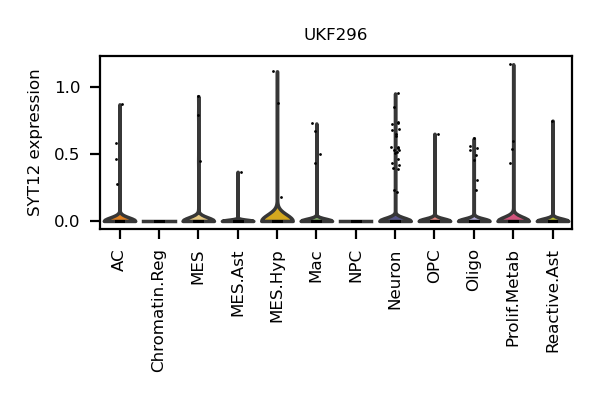 UKF296
SYT12 expression
1.0
0.5
0.0
AC
Chromatin.Reg
MES
MES.Ast
MES.Hyp
Mac
NPC
Neuron
OPC
Oligo
Prolif.Metab
Reactive.Ast